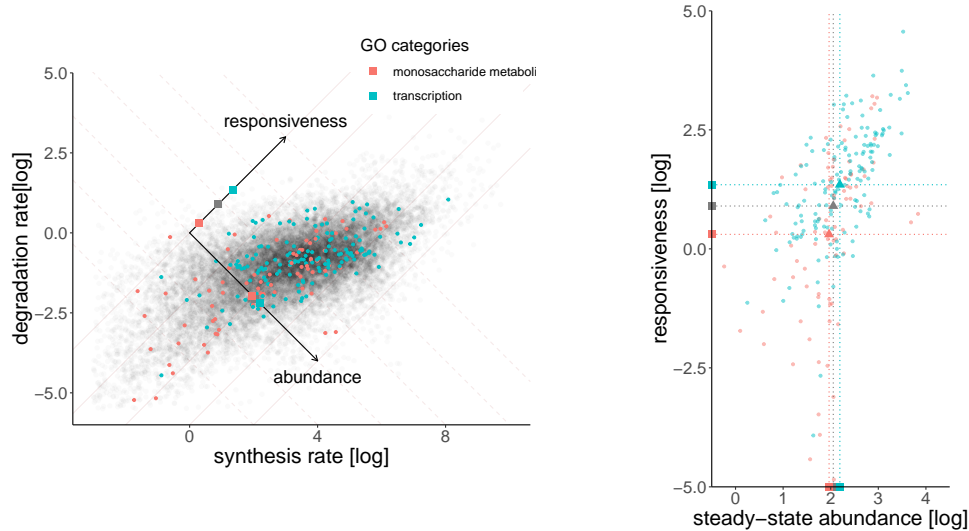 GO categories
monosaccharide metaboli
transcription
5.0
2.5
0.0
−2.5
−5.0
degradation rate[log]
responsiveness
abundance
0
4
8
synthesis rate [log]
5.0
2.5
0.0
−2.5
−5.0
responsiveness [log]
0
1
2
3
4
steady−state abundance [log]